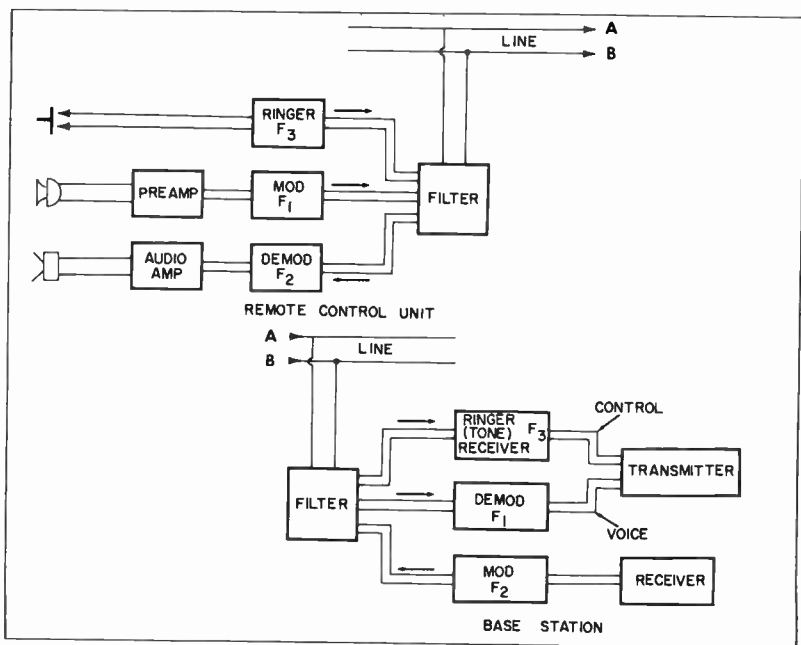 A
LINE
B
RINGER
F3
PREAMP
MOD
F1
FILTER
AUDIO
AMP
DEMOD
F2
REMOTE CONTROL UNIT
A
LINE
B
RINGER
(TONE) F3
RECEIVER
CONTROL
TRANSMITTER
FILTER
DEMOD
F1
VOICE
MOD
F2
RECEIVER
BASE STATION